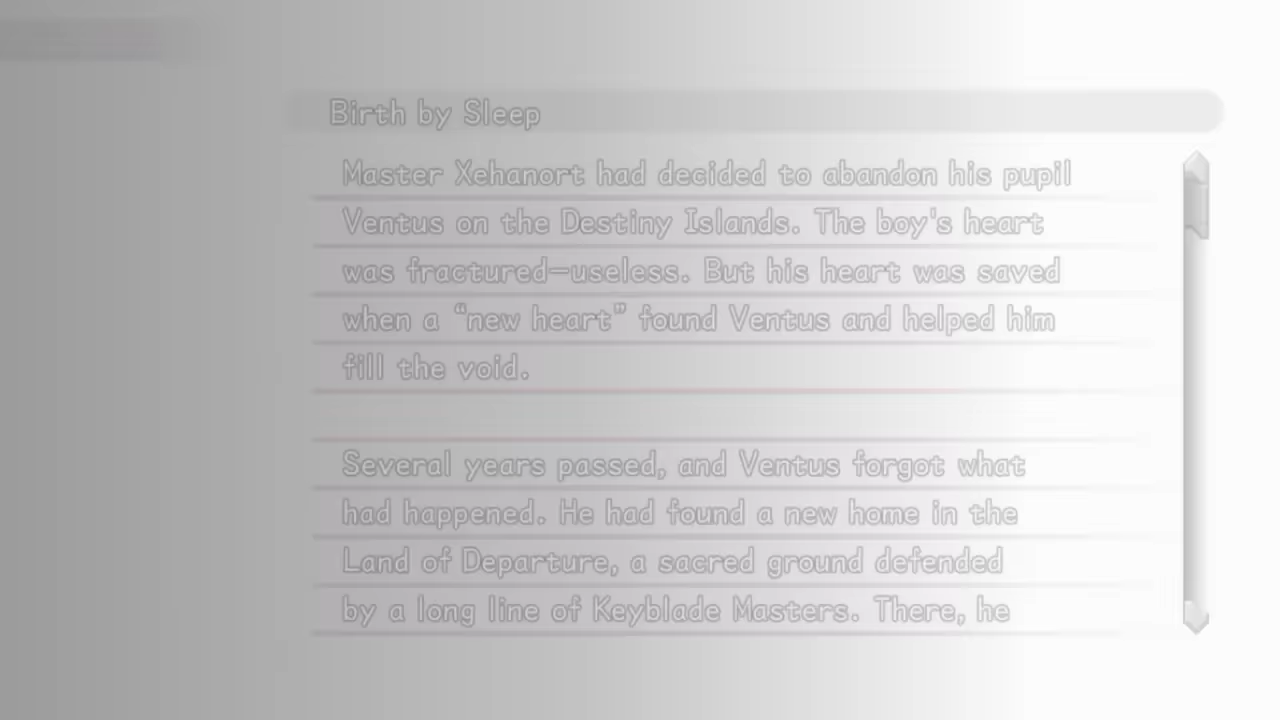 Birth by Sleep
Master Xehanort had decided to abandon his pupil
Ventus on the Destiny Islands. The boy's heart
was fractured—useless. But his heart was saved
when a “new heart” found Ventus and helped him
fill the void.
Several years passed, and Ventus forgot what
had happened. He had found a new home in the
Land of Departure, a sacred ground defended
by a long line of Keyblade Masters. There, he